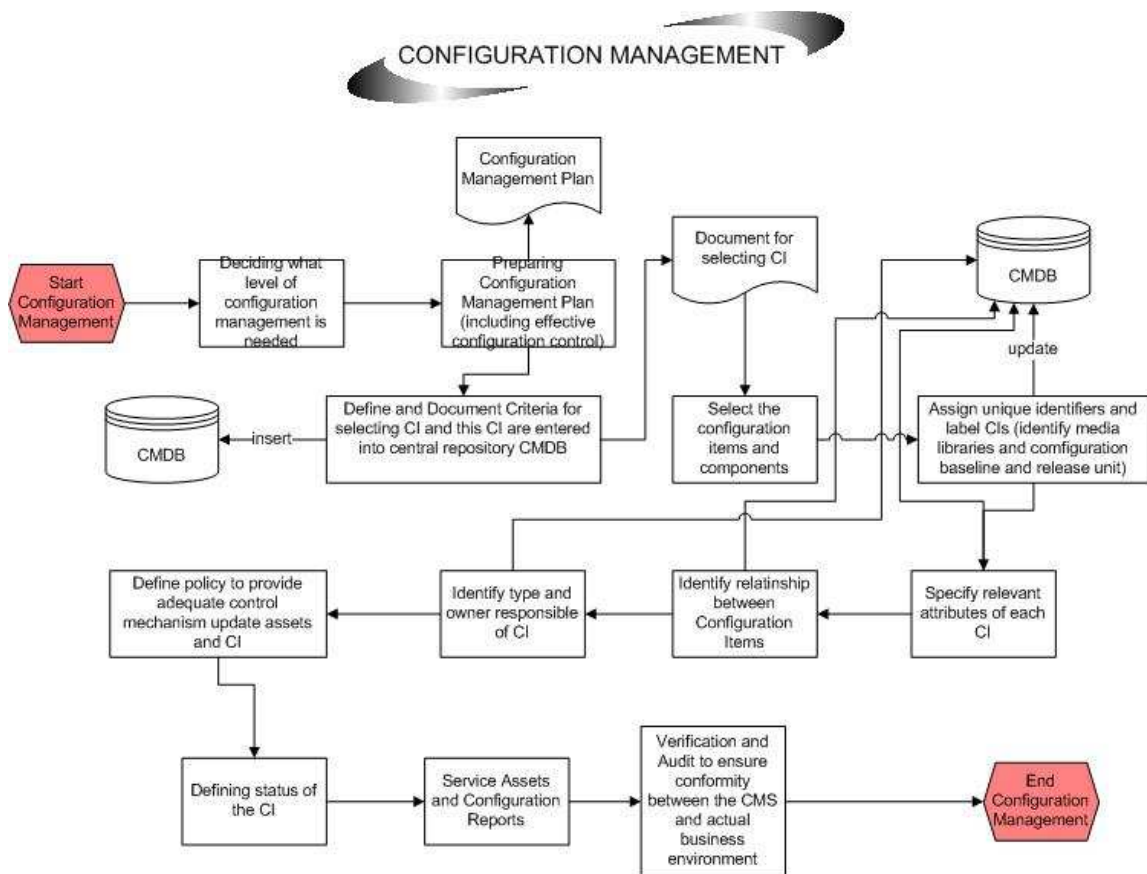 CONFIGURATION MANAGEMENT
Configuration
Management Plan
Document for
selecting CI
CMDB
Start
Configuration
Management
Deciding what
level of
configuration
management is
needed
Preparing
Configuration
Management Plan
(including effective
configuration control)
update
CMDB
insert
Define and Document Criteria for
selecting CI and this CI are entered
into central repository CMDB
Select the
configuration
items and
components
Assign unique identifiers and
label CIs (identify media
libraries and comfiguration
baseline and release unit)
Define policy to provide
adequate control
mechanism update assets
and CI
Identify type and
owner responsible
of CI
Identify relatinship
between
Configuration
Items
Specify relevant
attributes of each
CI
Defining status of
the CI
Service Assets
and Configuration
Reports
Verification and
Audit to ensure
conformity
between the CMS
and actual
business
environment
End
Configuration
Management